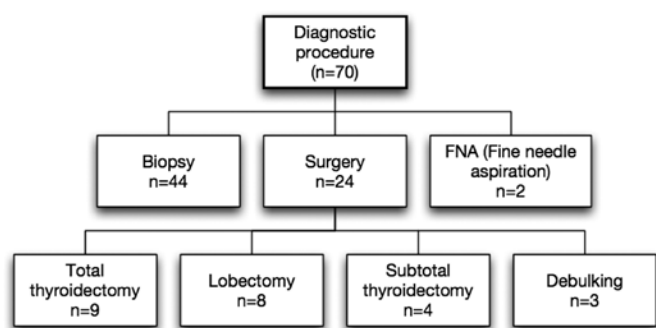 Diagnostic
procedure
(n=70)
Biopsy
n=44
Surgery
n=24
FNA (Fine needle
aspiration)
n=2
Total
thyroidectomy
n=9
Lobectomy
n=8
Subtotal
thyroidectomy
n=4
Debulking
n=3